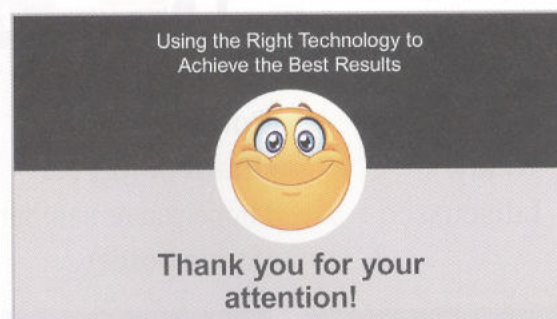 Using the Right Technology to
Achieve the Best Results
Thank you for your
attention!